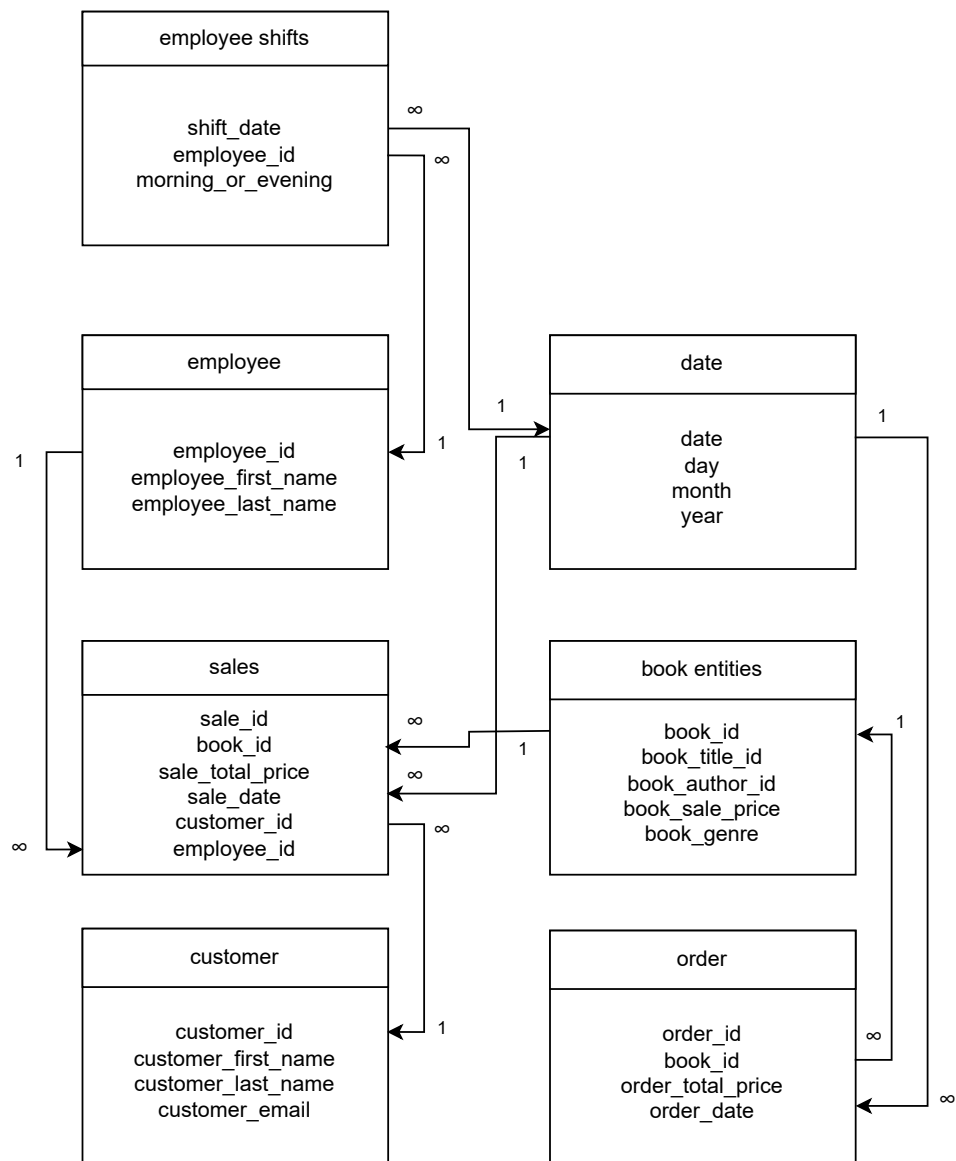 employee shifts
shift_date
employee_id
morning_or_evening
∞
∞
employee
employee_id
employee_first_name
employee_last_name
1
1
date
date
day
month
year
1
1
1
sales
sale_id
book_id
sale_total_price
sale_date
customer_id
employee_id
∞
∞
∞
∞
book entities
book_id
book_title_id
book_author_id
book_sale_price
book_genre
1
1
customer
customer_id
customer_first_name
customer_last_name
customer_email
1
order
order_id
book_id
order_total_price
order_date
∞
∞